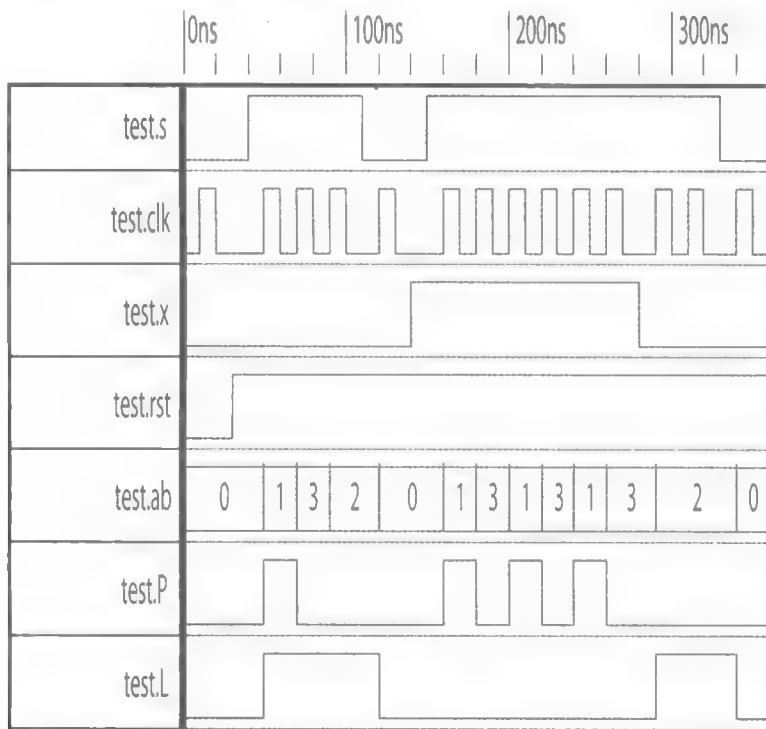 0ns 100ns 200ns 300ns
test.s
test.clk
test.x
test.rst
test.ab 0 1 3 2 0 1 3 1 3 1 3 2 0
test.P
test.L